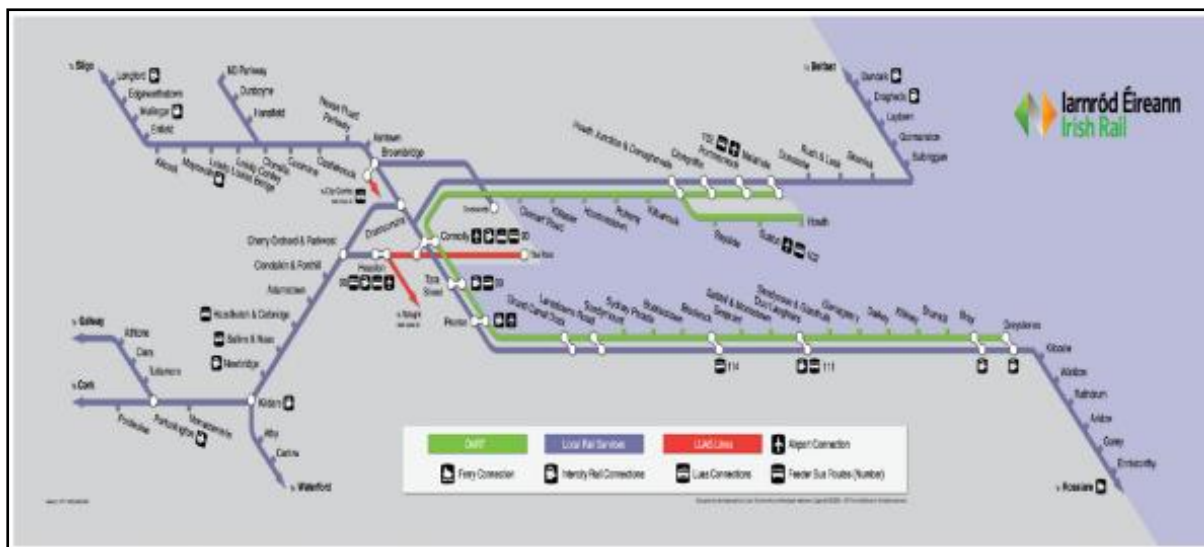 Sligo
Longford
Edgeworthstown
Mullingar
Enfield
Kilcock
Maynooth
Leixlip Louisa Bridge
Leixlip Confey
Clonsilla
Coolmine
Castleknock
M3 Parkway
Dunboyne
Hansfield
Navan Road
Parkway
Ashtown
Broombridge
Drumcondra
Docklands
Connolly
Tara
Street
Pearse
The Point
Heuston
Cherry Orchard & Parkwest
Clondalkin & Fonthill
Adamstown
Hazelhatch & Celbridge
Sallins & Naas
Newbridge
Kildare
Athy
Carlow
Waterford
Galway
Athlone
Clara
Tullamore
Cork
Portlaoise
Portarlington
Monasterevin
Belfast
Dundalk
Drogheda
Laytown
Gormanston
Balbriggan
Skerries
Rush & Lusk
Donabate
Malahide
Portmarnock
Clongriffin
Howth Junction & Donaghmede
Clontarf Road
Killester
Harmonstown
Raheny
Kilbarrack
Bayside
Sutton
Howth
Grand Canal Dock
Lansdowne Road
Sandymount
Sydney Parade
Booterstown
Blackrock
Salthill & Monkstown
Seapoint
Dun Laoghaire
Sandycove & Glasthule
Glenageary
Dalkey
Killiney
Shankill
Bray
Greystones
114
111
Kilcoole
Wicklow
Rathdrum
Arklow
Gorey
Enniscorthy
Rosslare
Iarnród Éireann
Irish Rail
DART
Local Rail Services
LUAS Lines
Airport Connection
Ferry Connection
Intercity Rail Connections
Luas Connections
Feeder Bus Routes (Number)